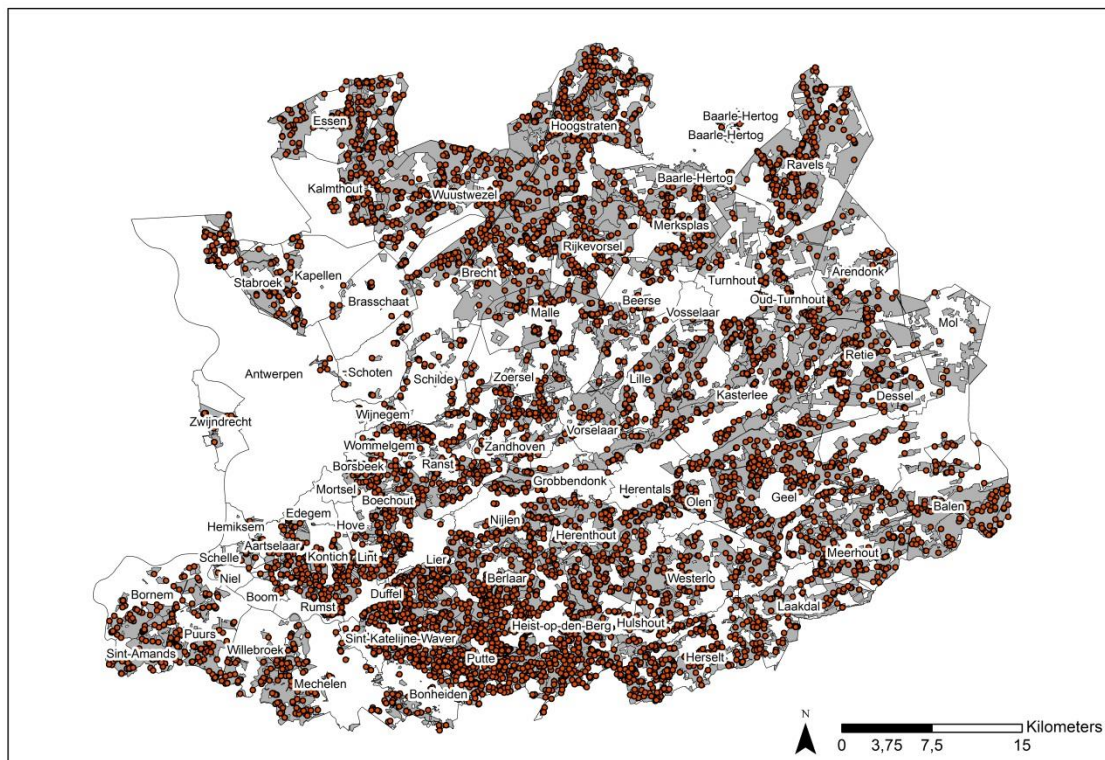 Baarle-Hertog
Essen
Hoogstraten
Baarle-Hertog
Ravels
Baarle-Hertog
Kalmthout
Wuustwezel
Merksplas
Rijkevorsel
Brecht
Arendonk
Kapellen
Stabroek
Turnhout
Brasschaat
Beerse
Oud-Turnhout
Malle
Vosselaar
Mol
Retie
Antwerpen
Schoten
Schilde
Zoersel
Lille
Kasterlee
Dessel
Wijnegem
Zwijndrecht
Vorselaar
Wommelgem
Zandhoven
Borsbeek
Ranst
Grobbendonk
Mortsel
Herentals
Geel
Boechout
Olen
Balen
Edegem
Nijlen
Hemiksem
Hove
Herenthout
Aartselaar
Schelle
Kontich
Lint
Lier
Meerhout
Niel
Berlaar
Westerlo
Bornem
Boom
Duffel
Rumst
Laakdal
Heist-op-den-Berg
Hulshout
Puurs
Sint-Katelijne-Waver
Willebroek
Sint-Amands
Putte
Herselt
Mechelen
Bonheiden
N
Kilometers
0 3,75 7,5 15